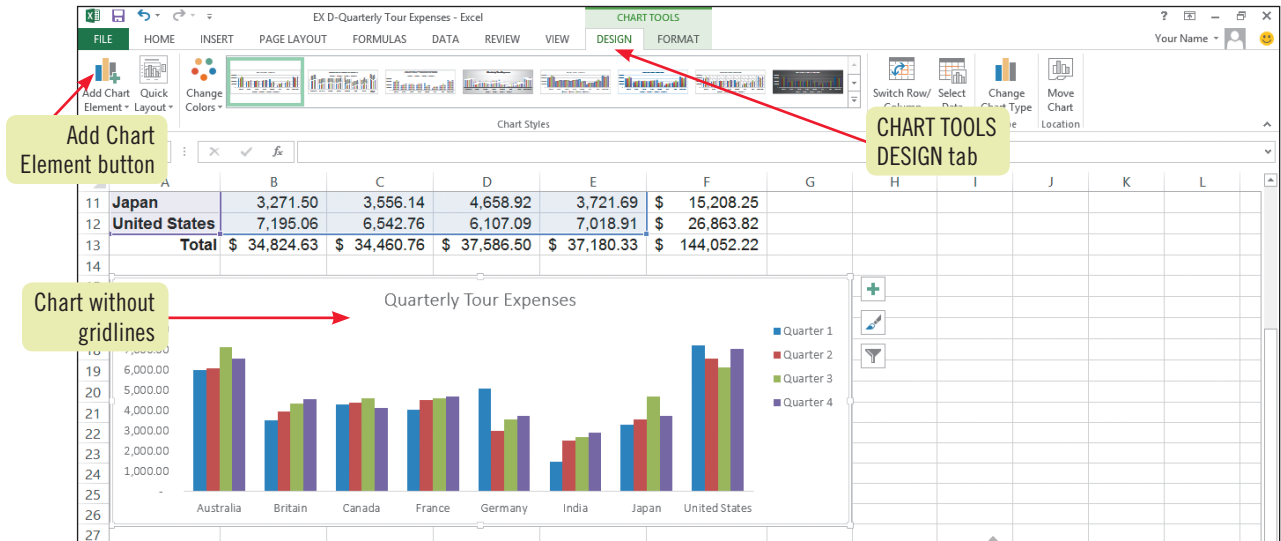 EX D-Quarterly Tour Expenses - Excel
CHART TOOLS
?
FILE HOME INSERT PAGE LAYOUT FORMULAS DATA REVIEW VIEW DESIGN FORMAT
Your Name
Add Chart Element
Quick Layout
Change Colors
Switch Row/
Select
Change Chart Type
Move Chart
Chart Styles
Location
Add Chart
Element button
CHART TOOLS
DESIGN tab
fx
A B C D E F G H I J K L
11 Japan 3,271.50 3,556.14 4,658.92 3,721.69 $ 15,208.25
12 United States 7,195.06 6,542.76 6,107.09 7,018.91 $ 26,863.82
13 Total $ 34,824.63 $ 34,460.76 $ 37,586.50 $ 37,180.33 $ 144,052.22
14
Chart without
gridlines
Quarterly Tour Expenses
Quarter 1
Quarter 2
Quarter 3
Quarter 4
19 6,000.00
20 5,000.00
21 4,000.00
22
23 3,000.00
24 2,000.00
1,000.00
25 -
26
27
Australia Britain Canada France Germany India Japan United States